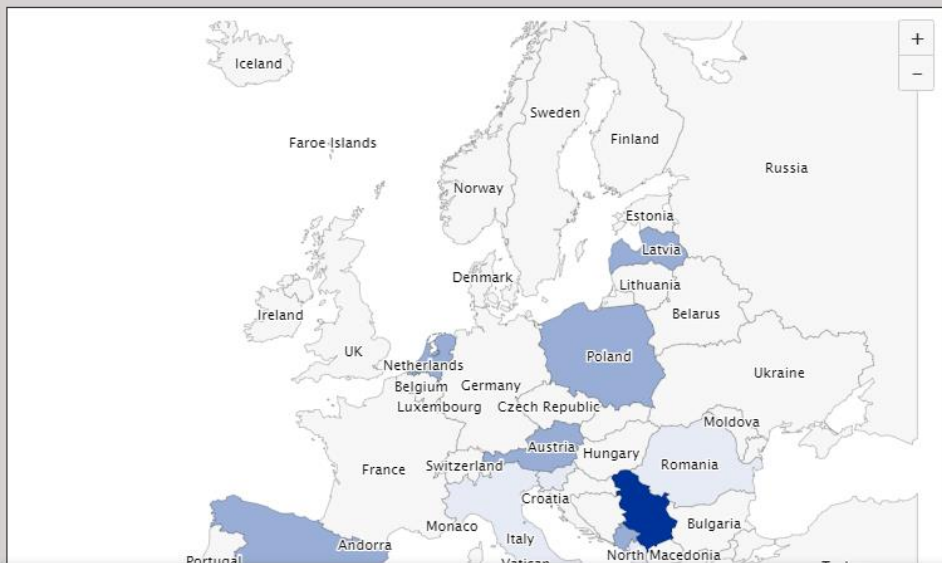 +
Iceland
−
Sweden
Faroe Islands
Finland
Russia
Norway
Estonia
Latvia
Denmark
Lithuania
Ireland
Belarus
UK
Poland
Netherlands
Ukraine
Belgium
Germany
Luxembourg
Czech Republic
Moldova
Austria
Hungary
France
Switzerland
Romania
Croatia
Monaco
Bulgaria
Italy
Andorra
North Macedonia
Portugal
Vatican